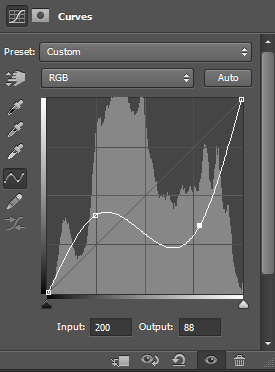 Curves
Preset: Custom
RGB Auto
Input: 200 Output: 88